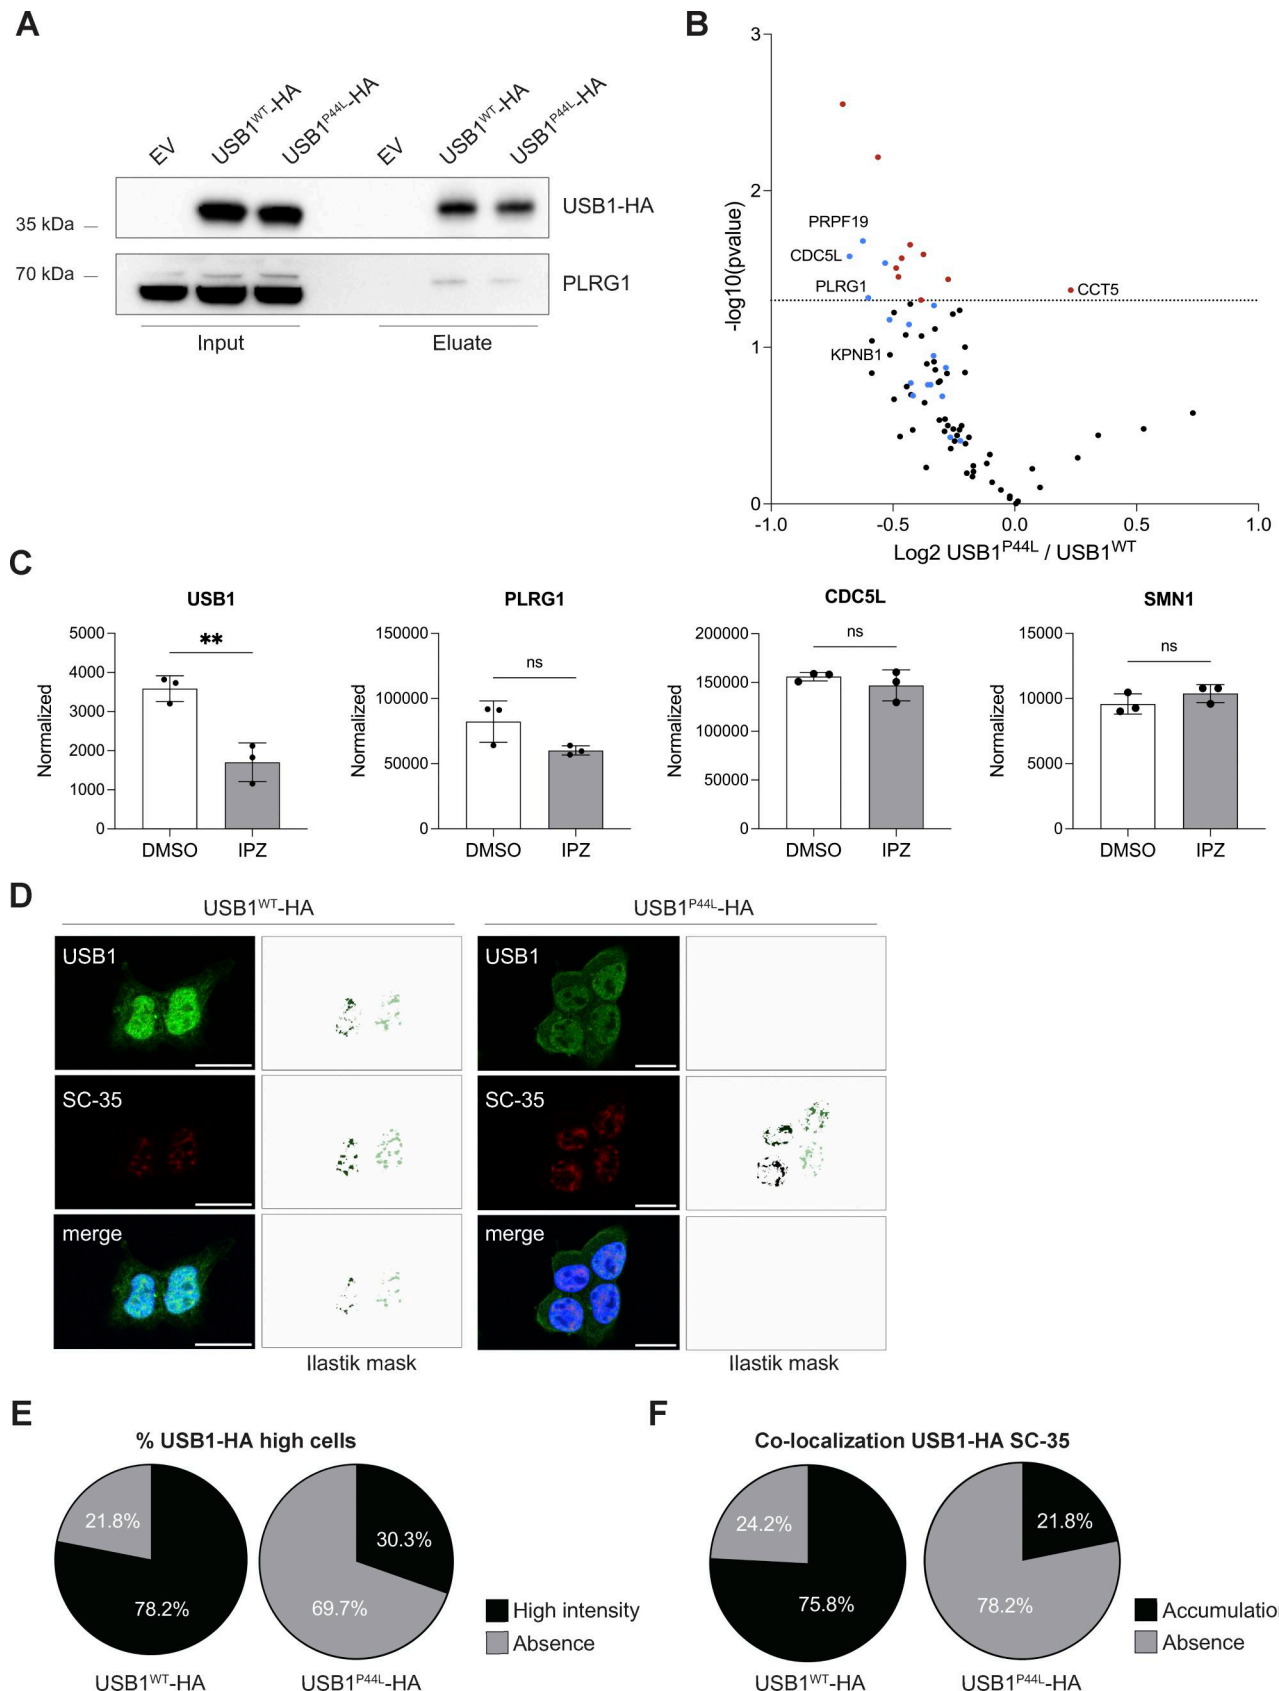 A
EV
USB1WT-HA
USB1P44L-HA
EV
USB1WT-HA
USB1P44L-HA
35 kDa
USB1-HA
70 kDa
PLRG1
Input
Eluate
B
3
2
1
0
-log10(pvalue)
PRPF19
CDC5L
PLRG1
KPNB1
CCT5
-1.0
-0.5
0.0
0.5
1.0
Log2 USB1P44L / USB1WT
C
USB1
5000
4000
3000
2000
1000
0
Normalized
**
DMSO
IPZ
PLRG1
150000
100000
50000
0
Normalized
ns
DMSO
IPZ
CDC5L
200000
150000
100000
50000
0
Normalized
ns
DMSO
IPZ
SMN1
15000
10000
5000
0
Normalized
ns
DMSO
IPZ
D
USB1WT-HA
USB1P44L-HA
USB1
USB1
SC-35
SC-35
merge
merge
Ilastik mask
Ilastik mask
E
% USB1-HA high cells
21.8%
78.2%
30.3%
69.7%
High intensity
Absence
USB1WT-HA
USB1P44L-HA
F
Co-localization USB1-HA SC-35
24.2%
75.8%
21.8%
78.2%
Accumulatio
Absence
USB1WT-HA
USB1P44L-HA